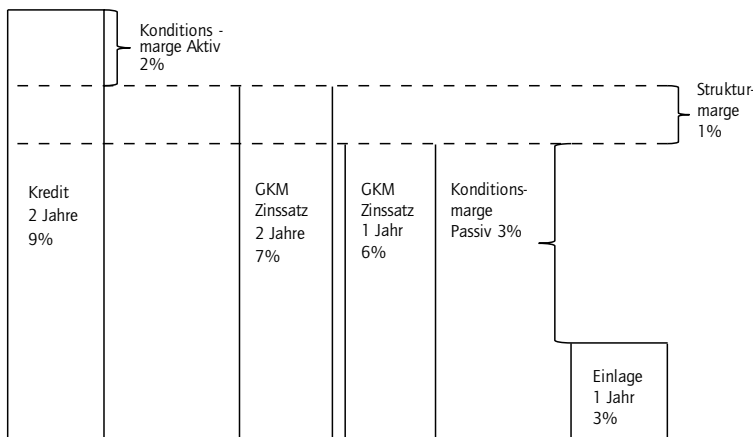 Konditions -
marge Aktiv
2%
Struktur-
marge
1%
Kredit
2 Jahre
9%
GKM
Zinssatz
2 Jahre
7%
GKM
Zinssatz
1 Jahr
6%
Konditions-
marge
Passiv 3%
Einlage
1 Jahr
3%